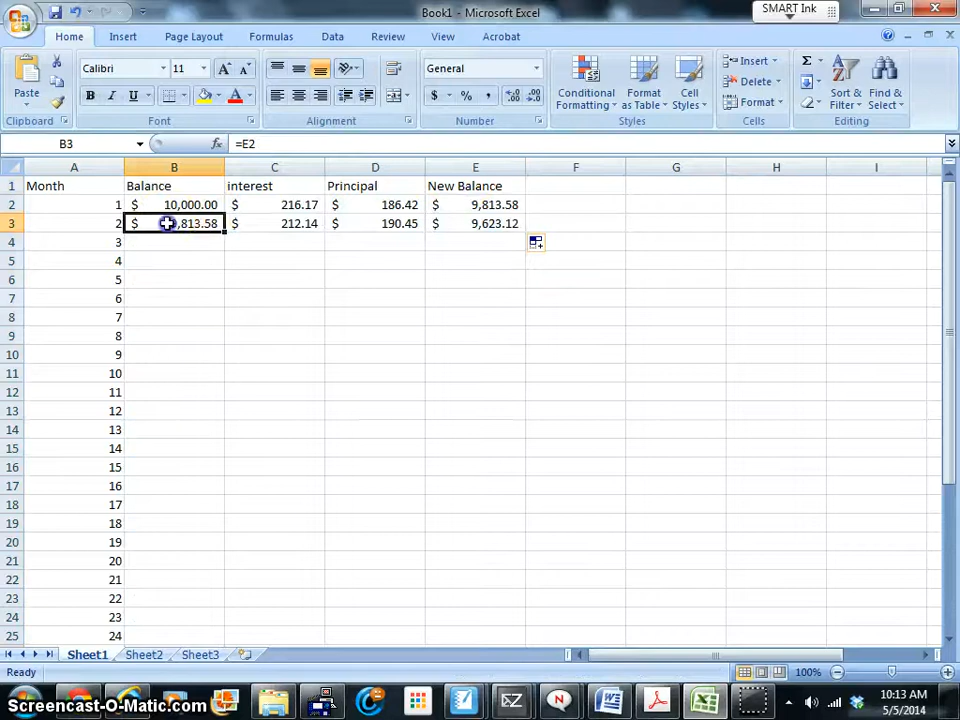 Book1 - Microsoft Excel
SMART Ink
Home Insert Page Layout Formulas Data Review View Acrobat
Paste
Calibri 11
General
Conditional Formatting
Format as Table
Cell Styles
Insert
Delete
Format
Sort & Filter
Find & Select
Clipboard Font Alignment Number Styles Cells Editing
B3 fx =E2
A B C D E F G H I
1 Month Balance interest Principal New Balance
2 1 $ 10,000.00 $ 216.17 $ 186.42 $ 9,813.58
3 2 $ ,813.58 $ 212.14 $ 190.45 $ 9,623.12
4 3
5 4
6 5
7 6
8 7
9 8
10 9
11 10
12 11
13 12
14 13
15 14
16 15
17 16
18 17
19 18
20 19
21 20
22 21
23 22
24 23
25 24
Sheet1 Sheet2 Sheet3
Ready 100%
Screencast-O-Matic.com
10:13 AM
5/5/2014